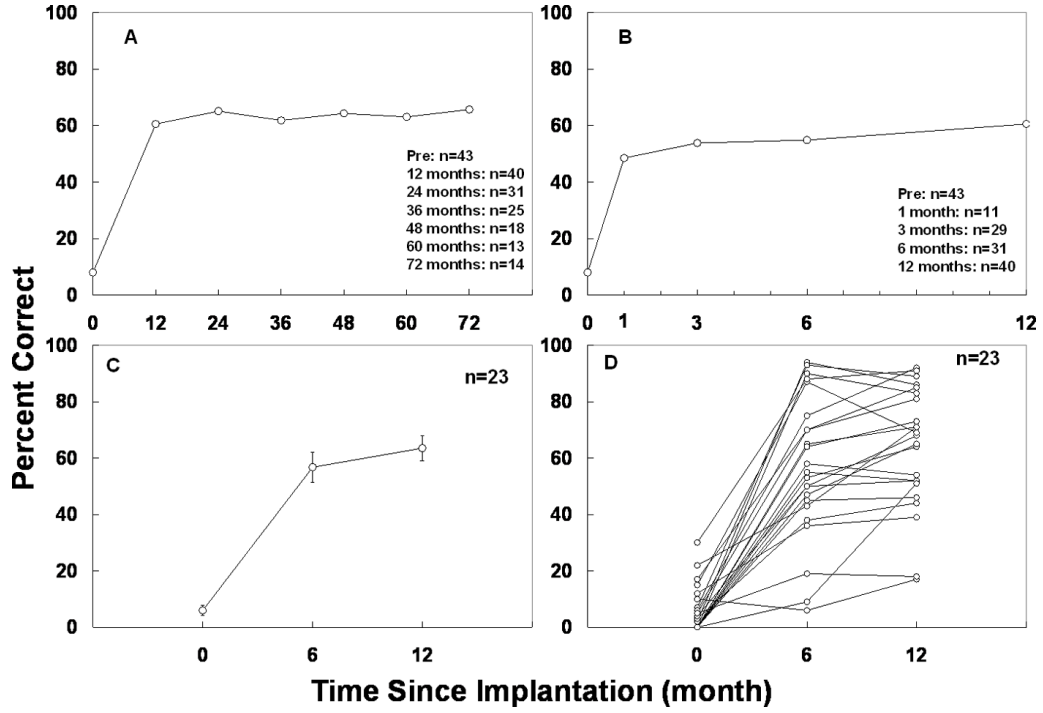 Percent Correct
A
100
80
60
40
20
0
0 12 24 36 48 60 72
Pre: n=43
12 months: n=40
24 months: n=31
36 months: n=25
48 months: n=18
60 months: n=13
72 months: n=14
B
100
80
60
40
20
0
0 1 3 6 12
Pre: n=43
1 month: n=11
3 months: n=29
6 months: n=31
12 months: n=40
C
n=23
100
80
60
40
20
0
0 6 12
D
n=23
100
80
60
40
20
0
0 6 12
Time Since Implantation (month)